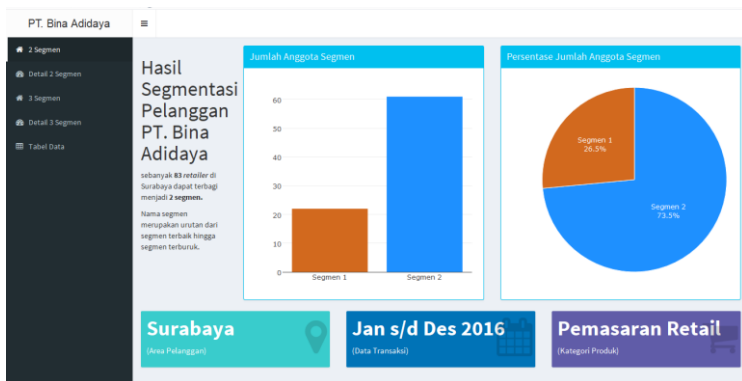 PT. Bina Adidaya
2 Segmen
Detail 2 Segmen
3 Segmen
Detail 3 Segmen
Tabel Data
Hasil
Segmentasi
Pelanggan
PT. Bina
Adidaya
sebanyak 83 retailer di
Surabaya dapat terbagi
menjadi 2 segmen.
Nama segmen
merupakan urutan dari
segmen terbaik hingga
segmen terburuk.
Jumlah Anggota Segmen
60
50
40
30
20
10
0
Segmen 1
Segmen 2
Persentase Jumlah Anggota Segmen
Segmen 1
26.5%
Segmen 2
73.5%
Surabaya
(Area Pelanggan)
Jan s/d Des 2016
(Data Transaksi)
Pemasaran Retail
(Kategori Produk)